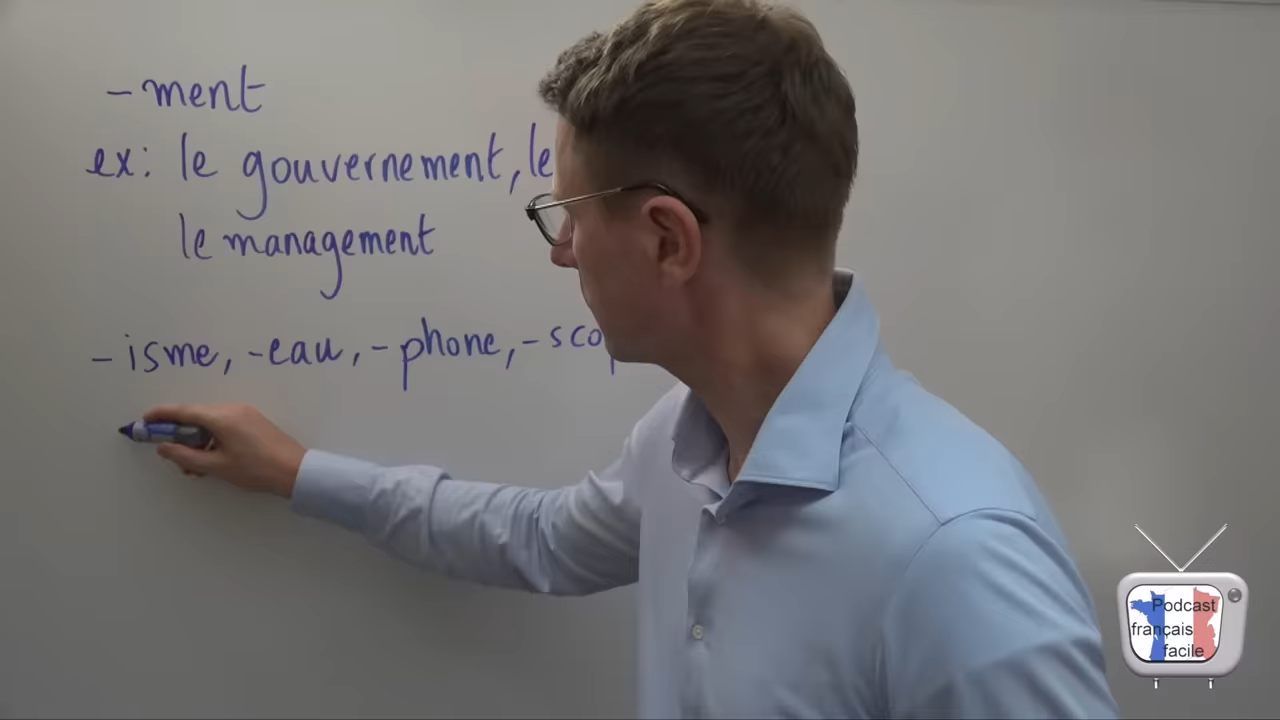 -ment
ex: le gouvernement, le
le management
-isme, -eau, -phone, -sco
Podcast
français
facile